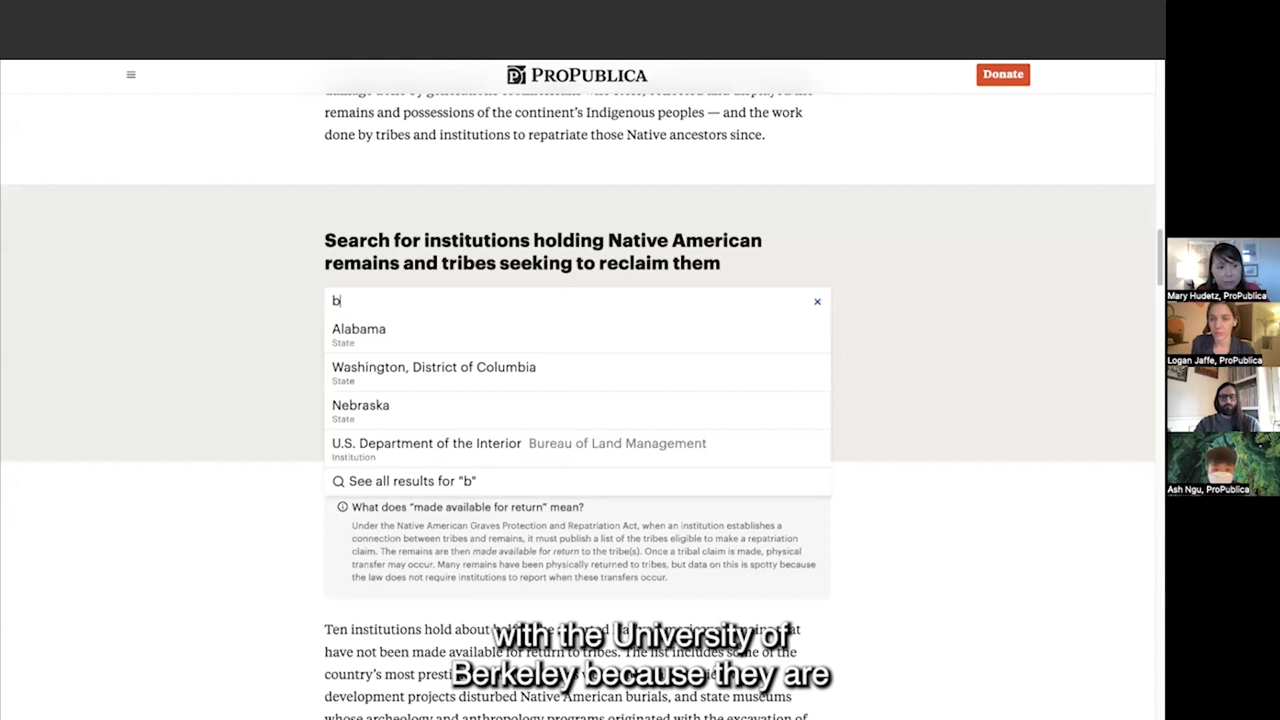 PROPUBLICA
Donate
remains and possessions of the continent's Indigenous peoples — and the work
done by tribes and institutions to repatriate those Native ancestors since.
Search for institutions holding Native American
remains and tribes seeking to reclaim them
b
Alabama
State
Washington, District of Columbia
State
Nebraska
State
U.S. Department of the Interior Bureau of Land Management
Institution
See all results for "b"
What does "made available for return" mean?
Under the Native American Graves Protection and Repatriation Act, when an institution establishes a
connection between tribes and remains, it must publish a list of the tribes eligible to make a repatriation
claim. The remains are then made available for return to the tribe(s). Once a tribal claim is made, physical
transfer may occur. Many remains have been physically returned to tribes, but data on this is spotty because
the law does not require institutions to report when these transfers occur.
Ten institutions hold about
have not been made available for return to tribes. The list includes some of the
country's most
development projects disturbed Native American burials, and state museums
whose archeology and anthropology programs originated with the excavation of
with the University of
Berkeley because they are
Mary Hudetz, ProPublica
Logan Jaffe, ProPublica
Ash Ngu, ProPublica